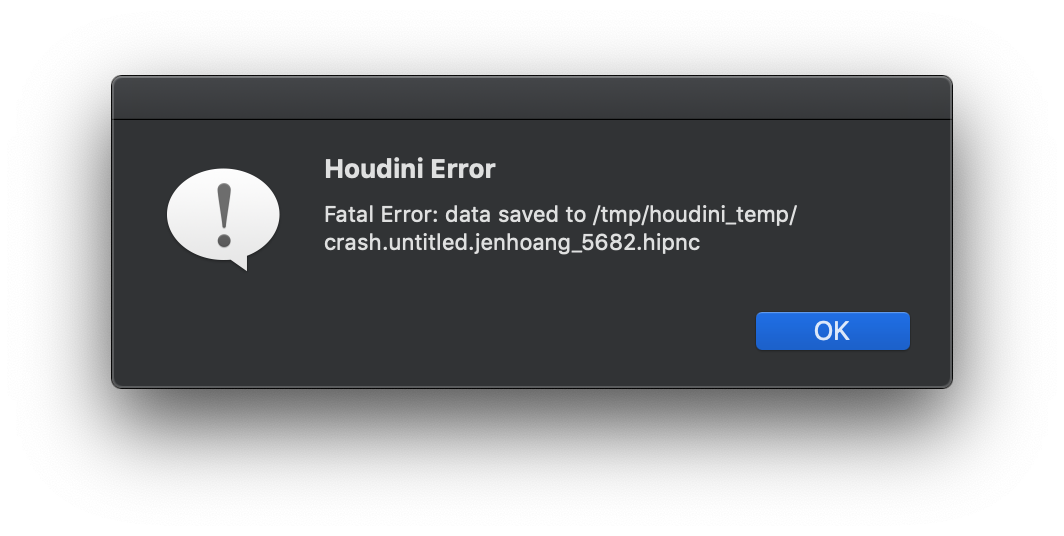 Houdini Error
Fatal Error: data saved to /tmp/houdini_temp/
crash.untitled.jenhoang_5682.hipnc
OK